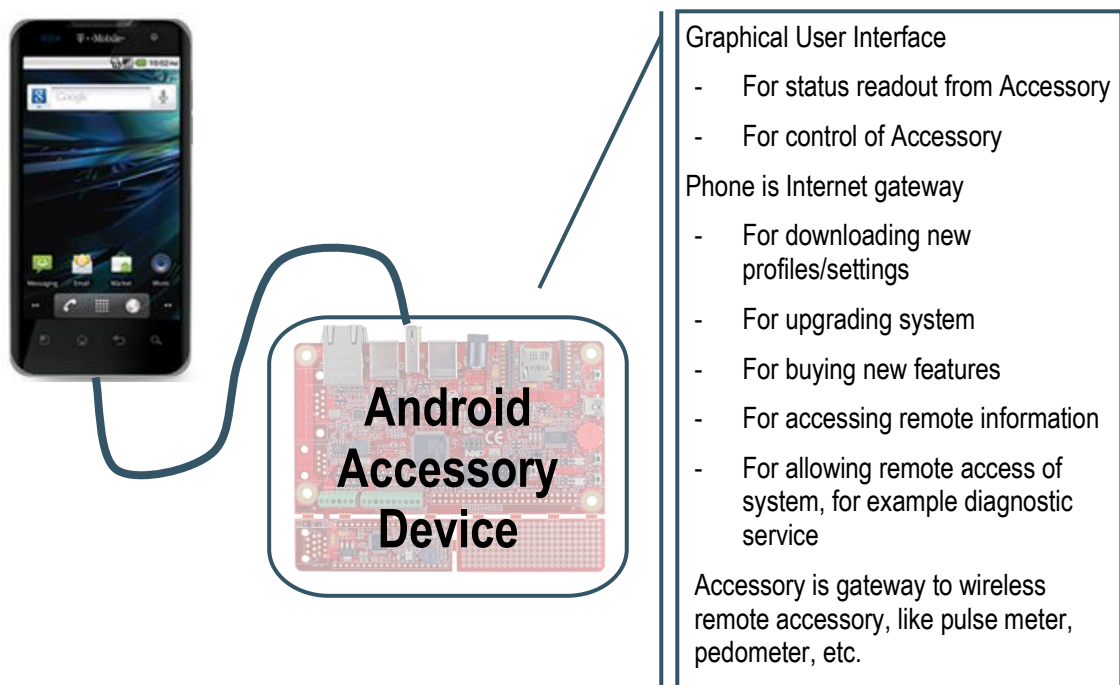 T-Mobile
10:02 PM
Google
Messaging Email Market Music
Android
Accessory
Device
Graphical User Interface
- For status readout from Accessory
- For control of Accessory
Phone is Internet gateway
- For downloading new
profiles/settings
- For upgrading system
- For buying new features
- For accessing remote information
- For allowing remote access of
system, for example diagnostic
service
Accessory is gateway to wireless
remote accessory, like pulse meter,
pedometer, etc.